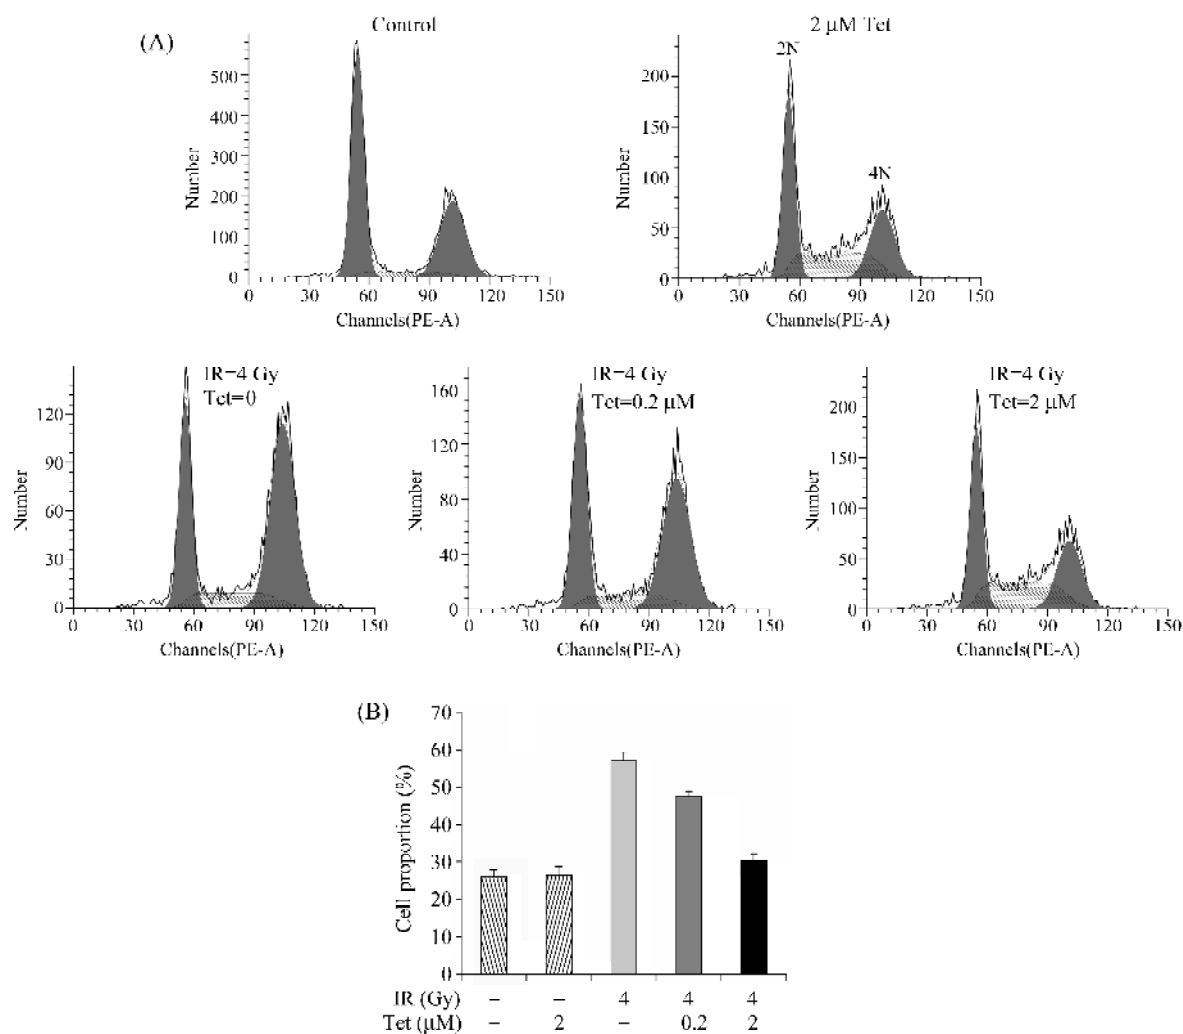 (A)
Control
Number
500
400
300
200
100
0
0 30 60 90 120 150
Channels(PE-A)
2 μM Tet
2N
4N
Number
200
150
100
50
0
0 30 60 90 120 150
Channels(PE-A)
IR=4 Gy
Tet=0
Number
120
90
60
30
0
0 30 60 90 120 150
Channels(PE-A)
IR=4 Gy
Tet=0.2 μM
Number
160
120
80
40
0
0 30 60 90 120 150
Channels(PE-A)
IR=4 Gy
Tet=2 μM
Number
200
150
100
50
0
0 30 60 90 120 150
Channels(PE-A)
(B)
Cell proportion (%)
70
60
50
40
30
20
10
0
IR (Gy) – – 4 4 4
Tet (μM) – 2 – 0.2 2